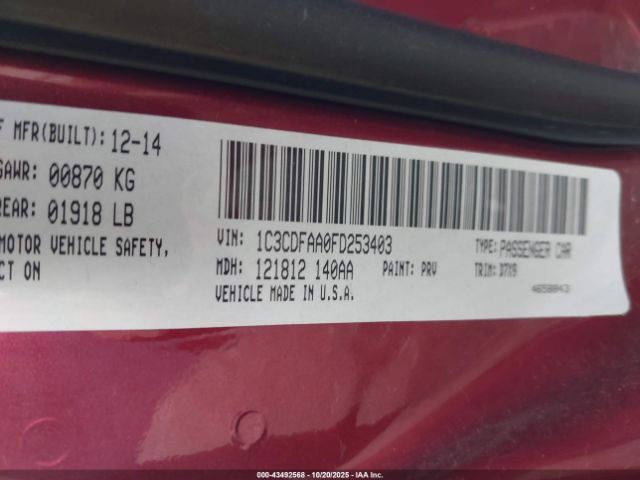 F MFR(BUILT): 12-14
GAWR: 00870 KG
REAR: 01918 LB
MOTOR VEHICLE SAFETY,
CT ON
VIN: 1C3CDFAA0FD253403
TYPE: PASSENGER CAR
MDH: 121812 140AA PAINT: PRV TRIM: D7X9
VEHICLE MADE IN U.S.A.
000-43492568 | 10/20/2025 | IAA Inc.